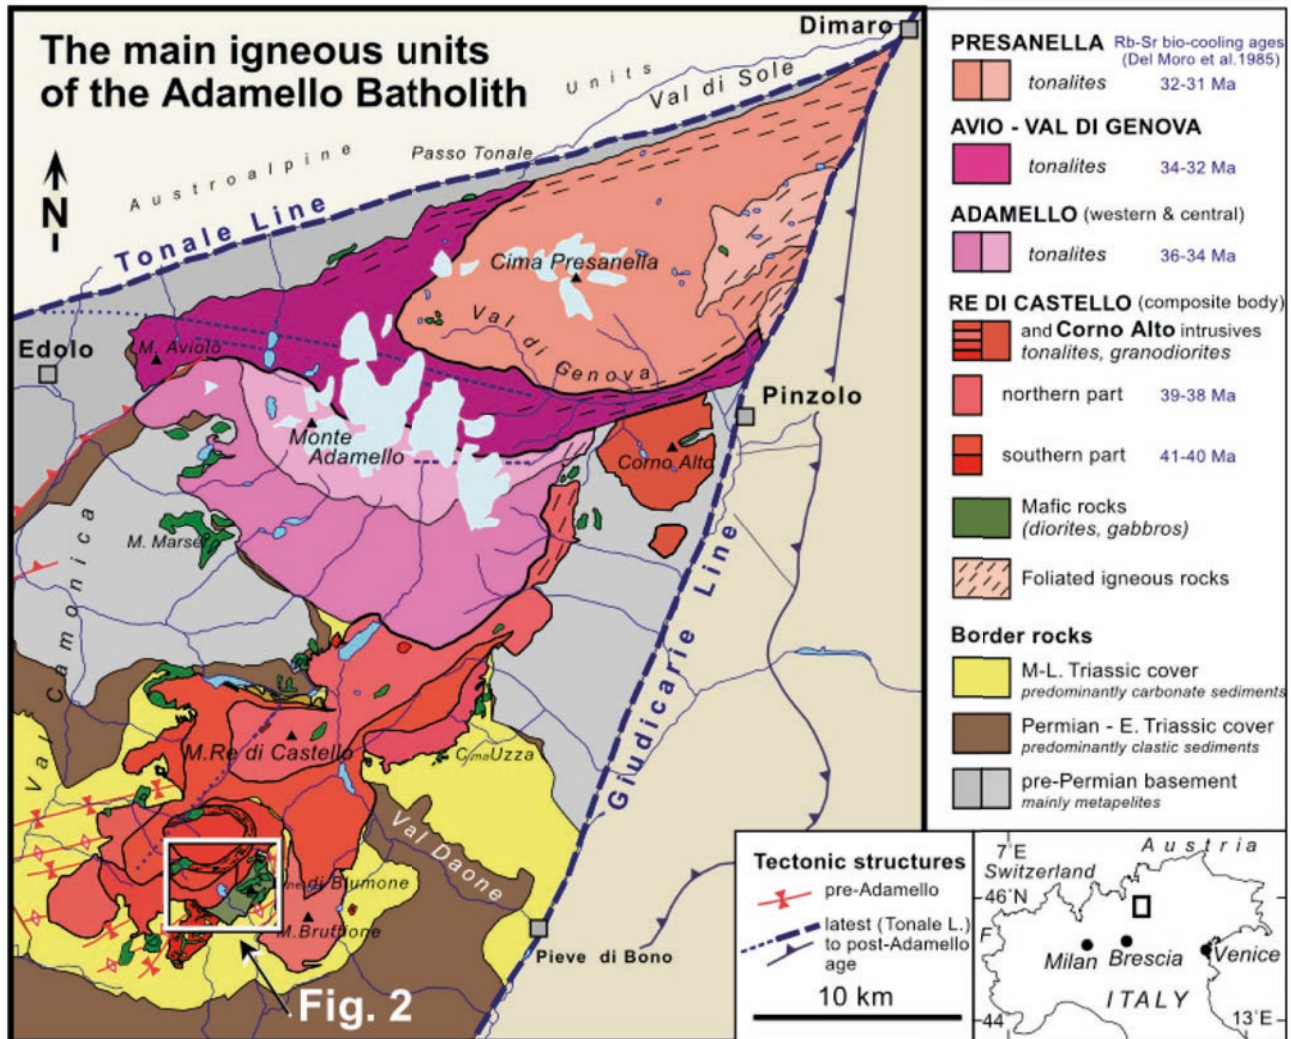 The main igneous units
of the Adamello Batholith
N
Dimaro
Units
Val di Sole
Passo Tonale
Austroalpine
Tonale Line
Cima Presanella
Val di Genova
Edolo
M. Aviolo
Pinzolo
Monte
Adamello
Corno Alto
M. Marser
Val Camonica
Giudicarie Line
M.Re di Castello
Cima Uzza
Val Daone
di Blumone
M.Bruffione
Pieve di Bono
Fig. 2
PRESANELLA
Rb-Sr bio-cooling ages
(Del Moro et al.1985)
tonalites 32-31 Ma
AVIO - VAL DI GENOVA
tonalites 34-32 Ma
ADAMELLO (western & central)
tonalites 36-34 Ma
RE DI CASTELLO (composite body)
and Corno Alto intrusives
tonalites, granodiorites
northern part 39-38 Ma
southern part 41-40 Ma
Mafic rocks
(diorites, gabbros)
Foliated igneous rocks
Border rocks
M-L. Triassic cover
predominantly carbonate sediments
Permian - E. Triassic cover
predominantly clastic sediments
pre-Permian basement
mainly metapelites
Tectonic structures
pre-Adamello
latest (Tonale L.)
to post-Adamello
age
10 km
7°E
Austria
Switzerland
46°N
F
Milan
Brescia
Venice
ITALY
44
13°E